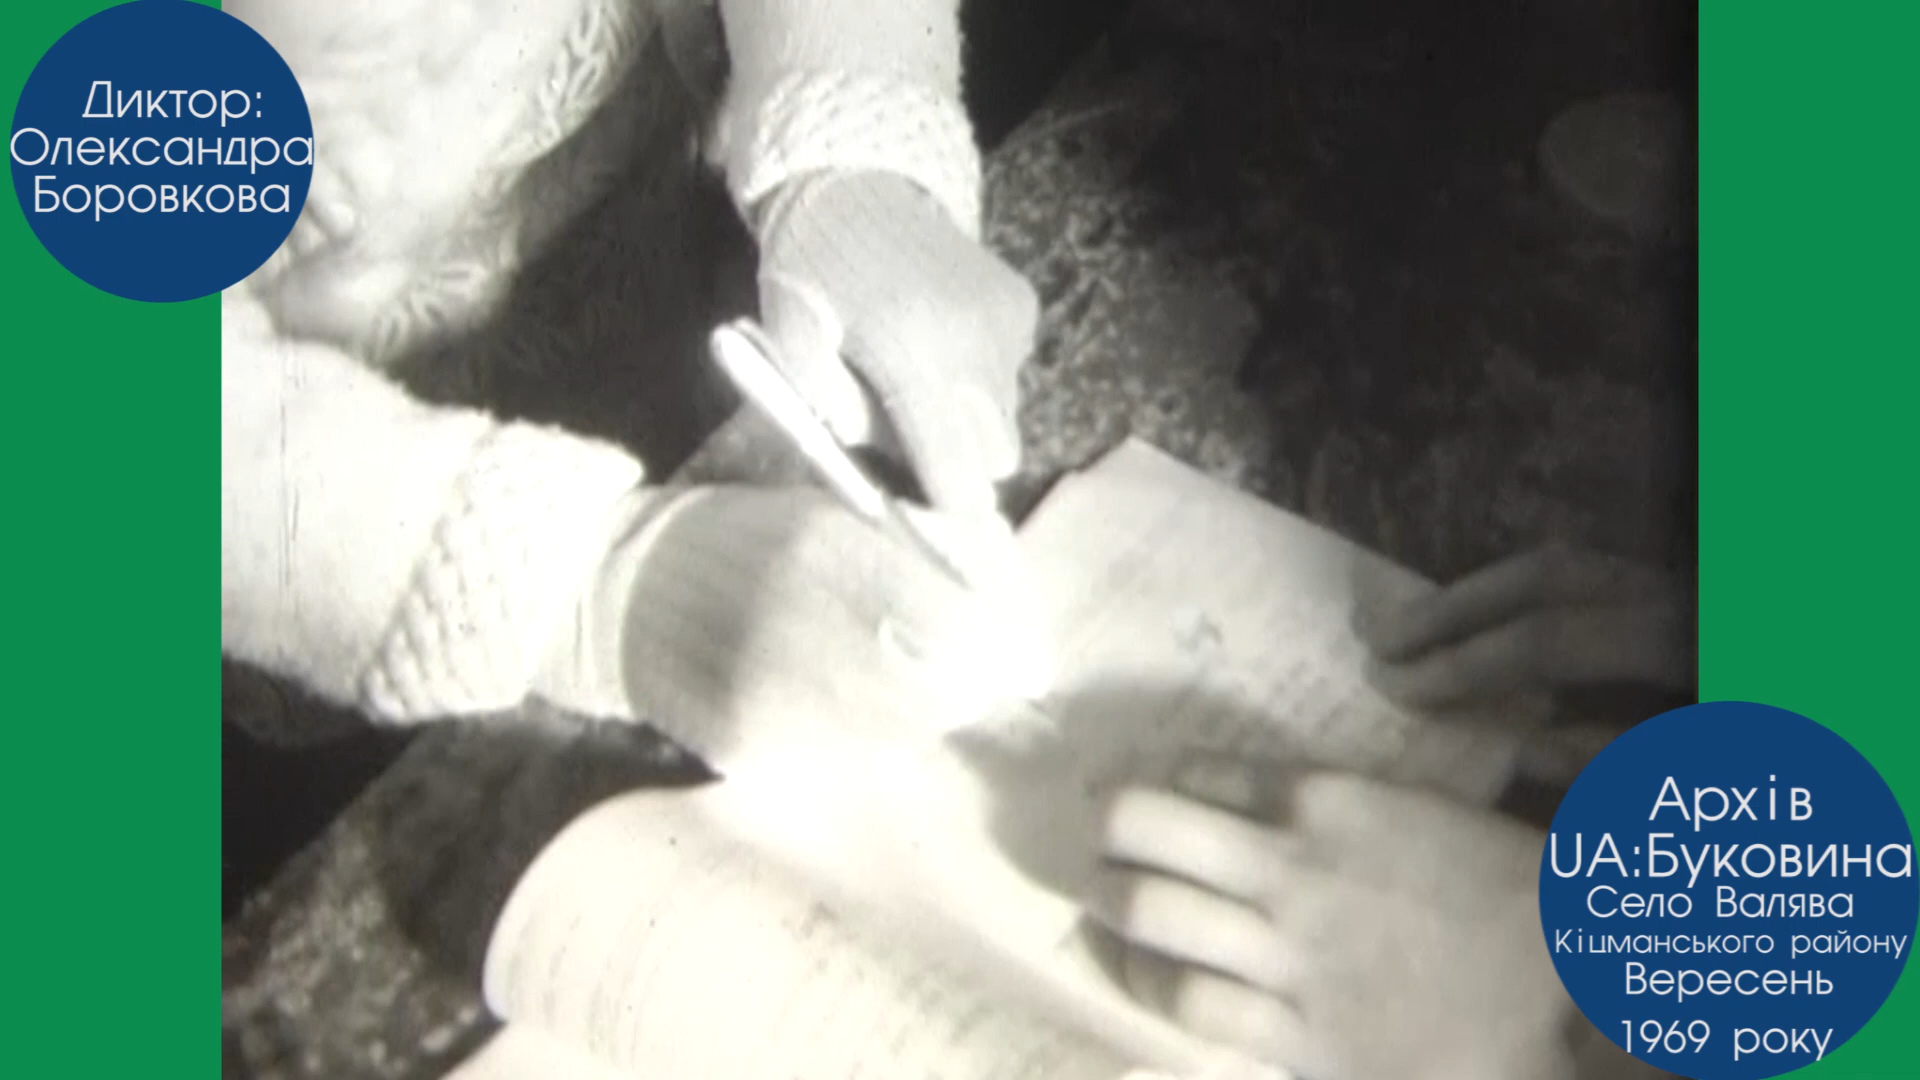 Диктор:
Олександра
Боровкова
Архів
UA:Буковина
Село Валява
Кіцманського району
Вересень
1969 року